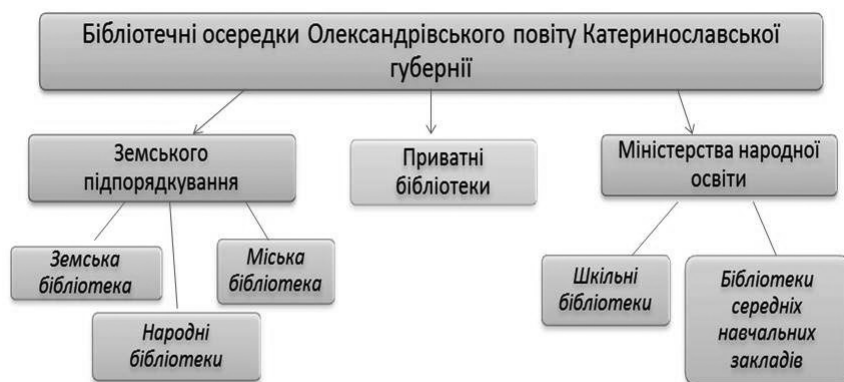 Бібліотечні осередки Олександрівського повіту Катеринославської
губернії
Земського
підпорядкування
Приватні
бібліотеки
Міністерства народної
освіти
Земська
бібліотека
Народні
бібліотеки
Міська
бібліотека
Шкільні
бібліотеки
Бібліотеки
середніх
навчальних
закладів